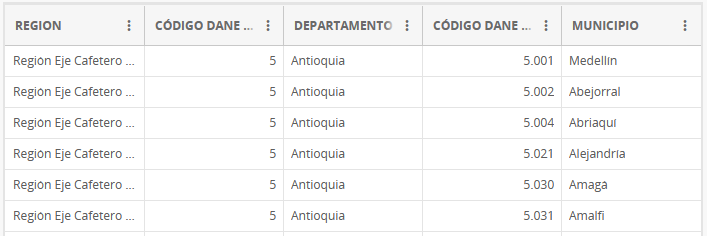 REGION CÓDIGO DANE ... DEPARTAMENTO CÓDIGO DANE ... MUNICIPIO
Región Eje Cafetero ... 5 Antioquia 5.001 Medellín
Región Eje Cafetero ... 5 Antioquia 5.002 Abejorral
Región Eje Cafetero ... 5 Antioquia 5.004 Abriaquí
Región Eje Cafetero ... 5 Antioquia 5.021 Alejandría
Región Eje Cafetero ... 5 Antioquia 5.030 Amagá
Región Eje Cafetero ... 5 Antioquia 5.031 Amalfi